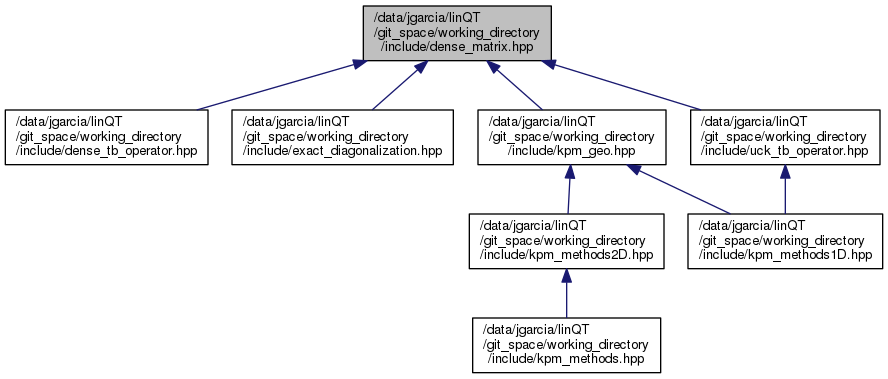 /data/jgarcia/linQT
/git_space/working_directory
/include/dense_matrix.hpp
/data/jgarcia/linQT
/git_space/working_directory
/include/dense_tb_operator.hpp
/data/jgarcia/linQT
/git_space/working_directory
/include/exact_diagonalization.hpp
/data/jgarcia/linQT
/git_space/working_directory
/include/kpm_geo.hpp
/data/jgarcia/linQT
/git_space/working_directory
/include/uck_tb_operator.hpp
/data/jgarcia/linQT
/git_space/working_directory
/include/kpm_methods2D.hpp
/data/jgarcia/linQT
/git_space/working_directory
/include/kpm_methods1D.hpp
/data/jgarcia/linQT
/git_space/working_directory
/include/kpm_methods.hpp